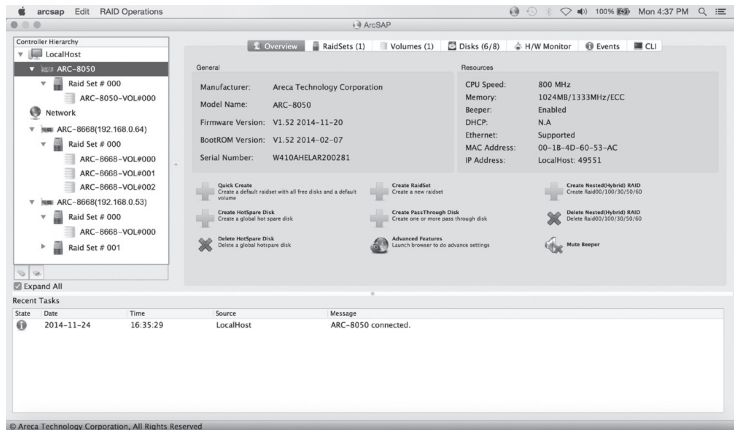 arcsap Edit RAID Operations 100% Mon 4:37 PM
ArcSAP
Controller Hierarchy
LocalHost
ARC-8050
Raid Set # 000
ARC-8050-VOL#000
Network
ARC-8668(192.168.0.64)
Raid Set # 000
ARC-8668-VOL#000
ARC-8668-VOL#001
ARC-8668-VOL#002
ARC-8668(192.168.0.53)
Raid Set # 000
ARC-8668-VOL#000
Raid Set # 001
Expand All
Overview RaidSets (1) Volumes (1) Disks (6/8) H/W Monitor Events CLI
General
Manufacturer: Areca Technology Corporation
Model Name: ARC-8050
Firmware Version: V1.52 2014-11-20
BootROM Version: V1.52 2014-02-07
Serial Number: W410AHELAR200281
Resources
CPU Speed: 800 MHz
Memory: 1024MB/1333MHz/ECC
Beeper: Enabled
DHCP: N.A
Ethernet: Supported
MAC Address: 00-1B-4D-60-53-AC
IP Address: LocalHost: 49551
Quick Create
Create a default raidset with all free disks and a default
volume
Create RaidSet
Create a new raidset
Create Nested(Hybrid) RAID
Create Raid00/100/30/50/60
Create HotSpare Disk
Create a global hot spare disk
Create PassThrough Disk
Create one or more pass through disk
Delete Nested(Hybrid) RAID
Delete Raid00/100/30/50/60
Delete HotSpare Disk
Delete a global hotspare disk
Advanced Features
Launch browser to do advance settings
Mute Beeper
Recent Tasks
State Date Time Source Message
2014-11-24 16:35:29 LocalHost ARC-8050 connected.
© Areca Technology Corporation, All Rights Reserved